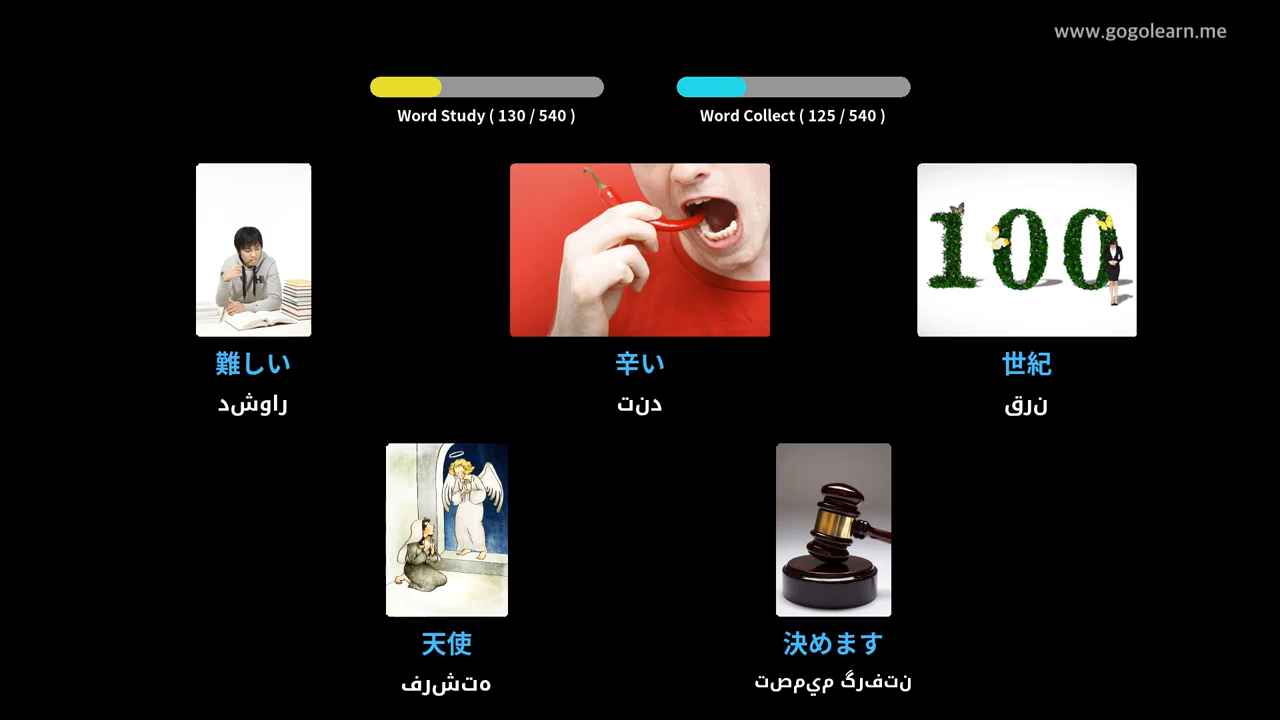 www.gogolearn.me
Word Study ( 130 / 540 )
Word Collect ( 125 / 540 )
難しい
راوشد
辛い
دنت
世紀
نرق
天使
هتشرف
決めます
نتفرگ میمصت